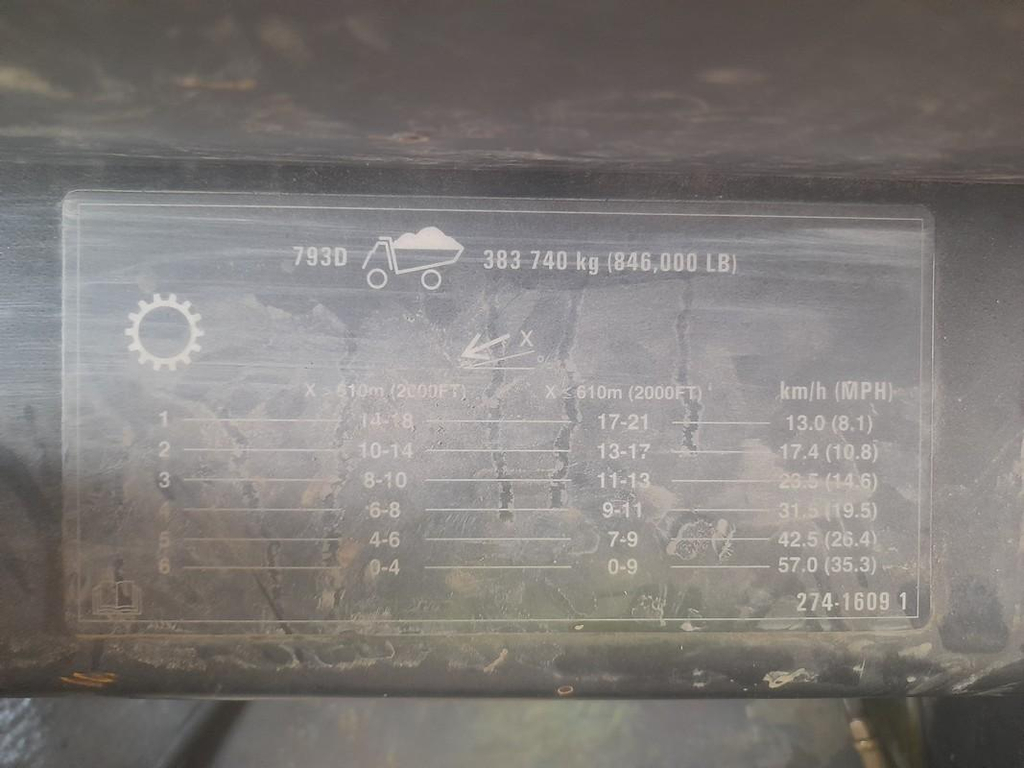 793D 383 740 kg (846,000 LB)
X
X > 610m (2000FT) X ≤ 610m (2000FT) km/h (MPH)
1 14-18 17-21 13.0 (8.1)
2 10-14 13-17 17.4 (10.8)
3 8-10 11-13 23.5 (14.6)
6-8 9-11 31.5 (19.5)
5 4-6 7-9 42.5 (26.4)
6 0-4 0-9 57.0 (35.3)
274-1609 1